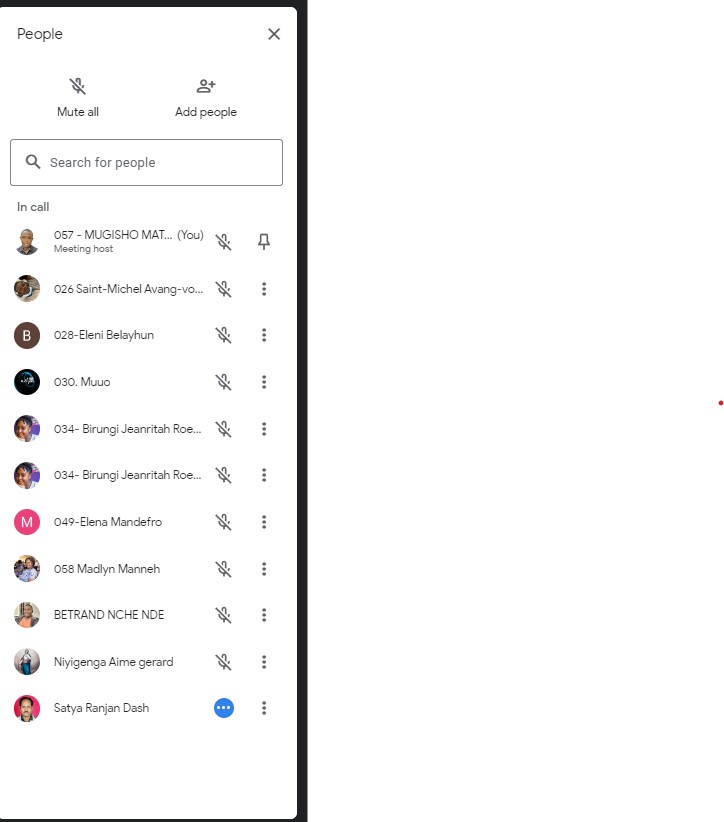 People
Mute all
Add people
Search for people
In call
057 - MUGISHO MAT... (You)
Meeting host
026 Saint-Michel Avang-vo...
B
028-Eleni Belayhun
030. Muuo
034- Birungi Jeanritah Roe...
034- Birungi Jeanritah Roe...
M
049-Elena Mandefro
058 Madlyn Manneh
BETRAND NCHE NDE
Niyigenga Aime gerard
Satya Ranjan Dash